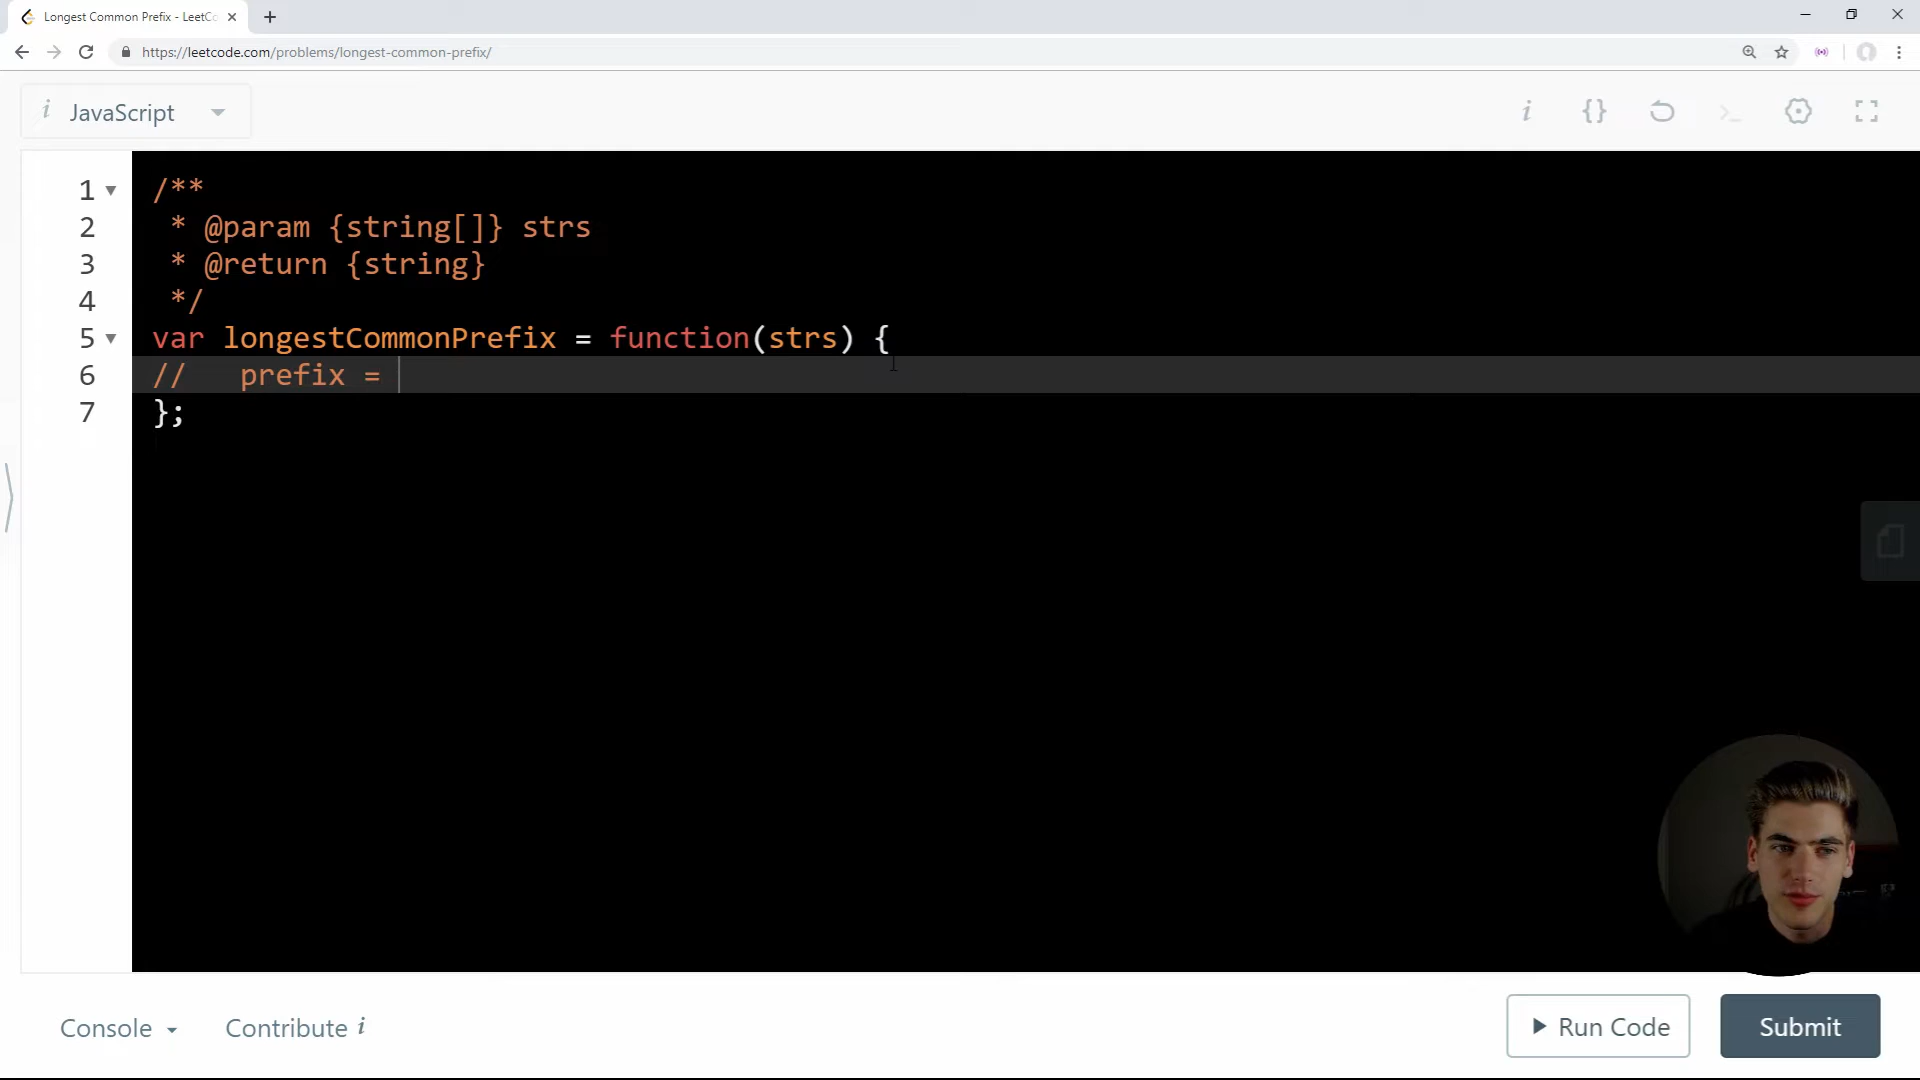 Longest Common Prefix - LeetCo
https://leetcode.com/problems/longest-common-prefix/
i JavaScript
i {} >_
1 /**
2 * @param {string[]} strs
3 * @return {string}
4 */
5 var longestCommonPrefix = function(strs) {
6 //   prefix =
7 };
Console Contribute i Run Code Submit